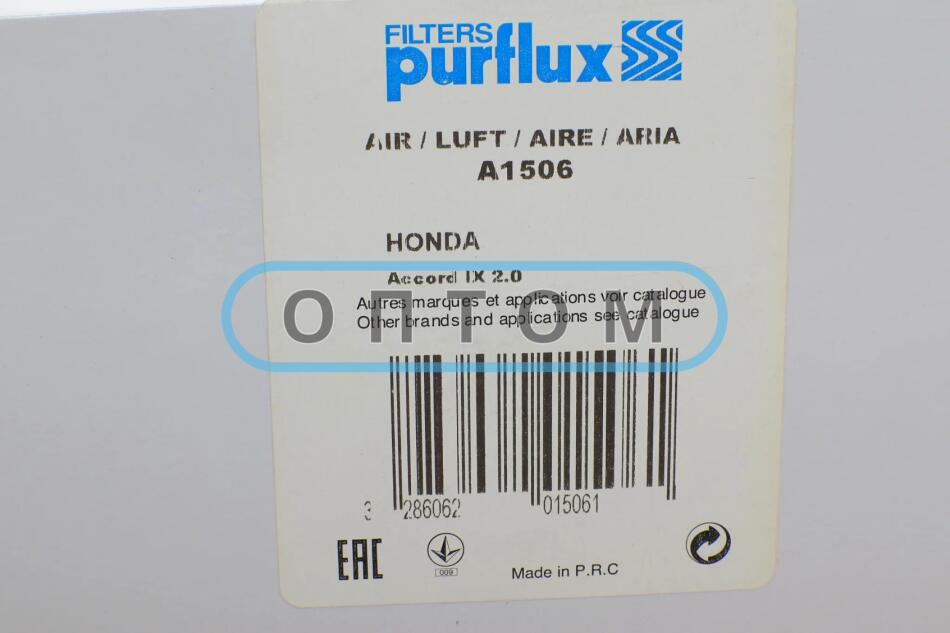 FILTERS
purflux
AIR / LUFT / AIRE / ARIA
A1506
HONDA
Accord IX 2.0
Autres marques et applications voir catalogue
Other brands and applications see catalogue
ОПТОМ
3 286062 015061
EAC
009
Made in P.R.C